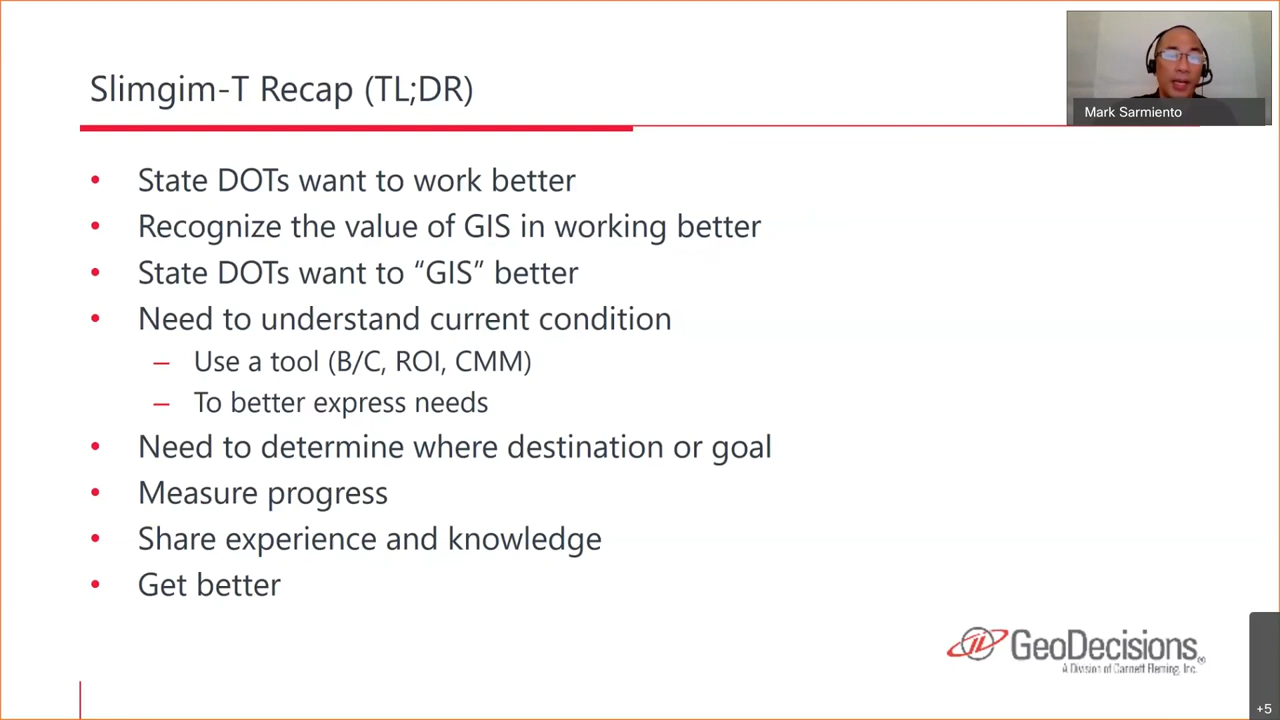 Slimgim-T Recap (TL;DR)
Mark Sarmiento
• State DOTs want to work better
• Recognize the value of GIS in working better
• State DOTs want to “GIS” better
• Need to understand current condition
– Use a tool (B/C, ROI, CMM)
– To better express needs
• Need to determine where destination or goal
• Measure progress
• Share experience and knowledge
• Get better
GeoDecisions
A Division of Gannett Fleming, Inc.
+5